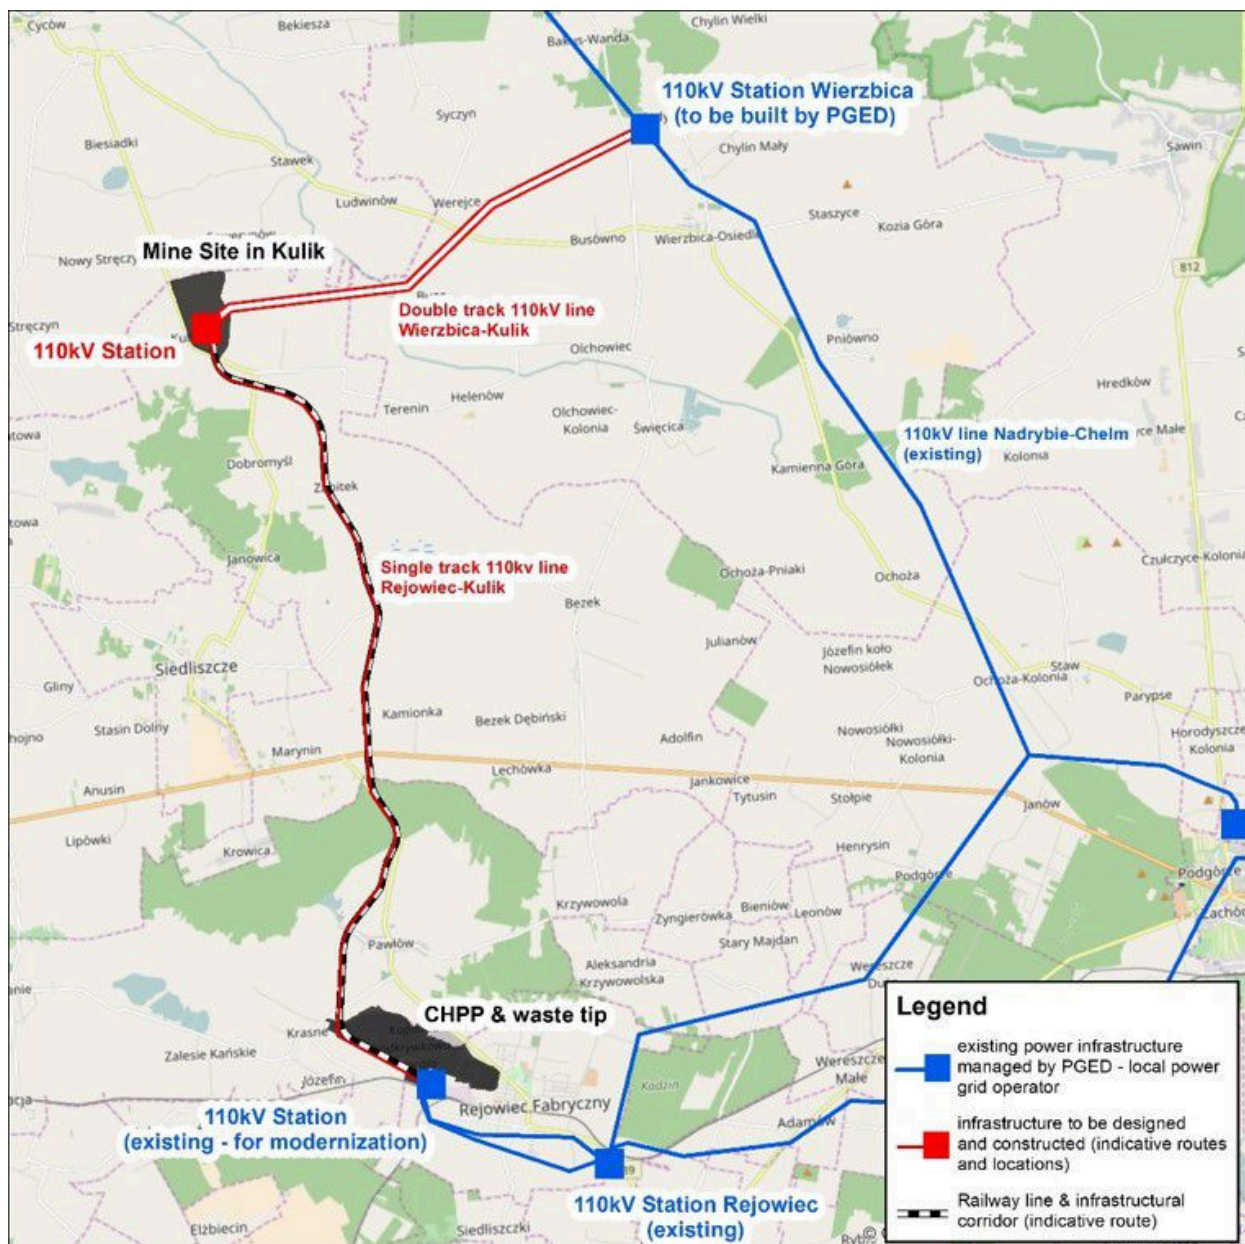 Cyców
Bekiesza
Chylin Wielki
Bakus-Wanda
110kV Station Wierzbica
(to be built by PGED)
Syczyn
Biesiadki
Chylin Mały
Sawin
Stawek
Ludwinów
Werejce
Staszyce
Kozia Góra
Busówno
Wierzbica-Osiedle
Mine Site in Kulik
Nowy Stręczyn
812
Double track 110kV line
Wierzbica-Kulik
Stręczyn
110kV Station
Olchowiec
Pniówno
Hredków
Helenów
Terenin
Olchowiec-
Kolonia
Święcica
110kV line Nadrybie-Chelm
(existing)
Kolonia
Dobromyśl
Kamienna Góra
Janowica
Single track 110kv line
Rejowiec-Kulik
Ochoża-Pniaki
Ochoża
Czułczyce-Kolonia
Bezek
Julianów
Józefin koło
Nowosiółek
Siedliszcze
Staw
Ochoża-Kolonia
Gliny
Parypse
Stasin Dolny
Kamionka
Bezek Dębiński
Adolfin
Nowosiółki
Nowosiółki-
Kolonia
Horodyszcze-
Kolonia
Marynin
Lechówka
Jankowice
Tytusin
Stołpie
Janów
Anusin
Lipówki
Krowica
Henrysin
Podgórze
Podgórze
Krzywowola
Żyngierówka
Bieniów
Leonów
Stary Majdan
Pawłów
Aleksandria
Krzywowolska
Wereszcze
CHPP & waste tip
Krasne
Zalesie Kańskie
Józefin
Kadzin
Wereszcze
Małe
Rejowiec Fabryczny
Adamów
110kV Station
(existing - for modernization)
110kV Station Rejowiec
(existing)
Elżbiecin
Siedliszczki
Legend
existing power infrastructure
managed by PGED - local power
grid operator
infrastructure to be designed
and constructed (indicative routes
and locations)
Railway line & infrastructural
corridor (indicative route)